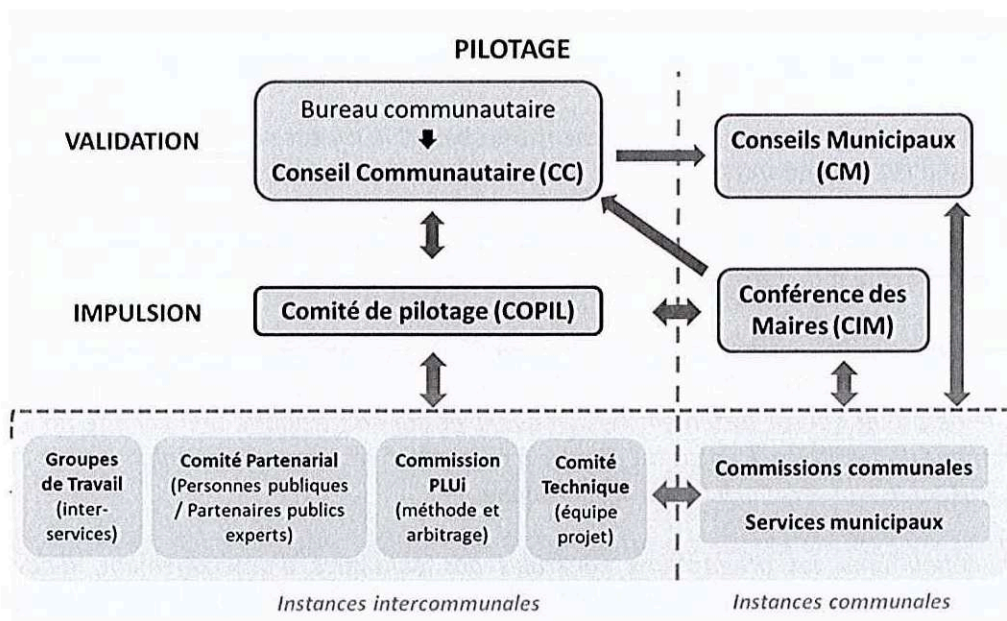 PILOTAGE
VALIDATION
Bureau communautaire
Conseil Communautaire (CC)
Conseils Municipaux
(CM)
IMPULSION
Comité de pilotage (COPIL)
Conférence des
Maires (CIM)
Groupes
de Travail
(inter-
services)
Comité Partenarial
(Personnes publiques
/ Partenaires publics
experts)
Commission
PLUi
(méthode et
arbitrage)
Comité
Technique
(équipe
projet)
Commissions communales
Services municipaux
Instances intercommunales
Instances communales